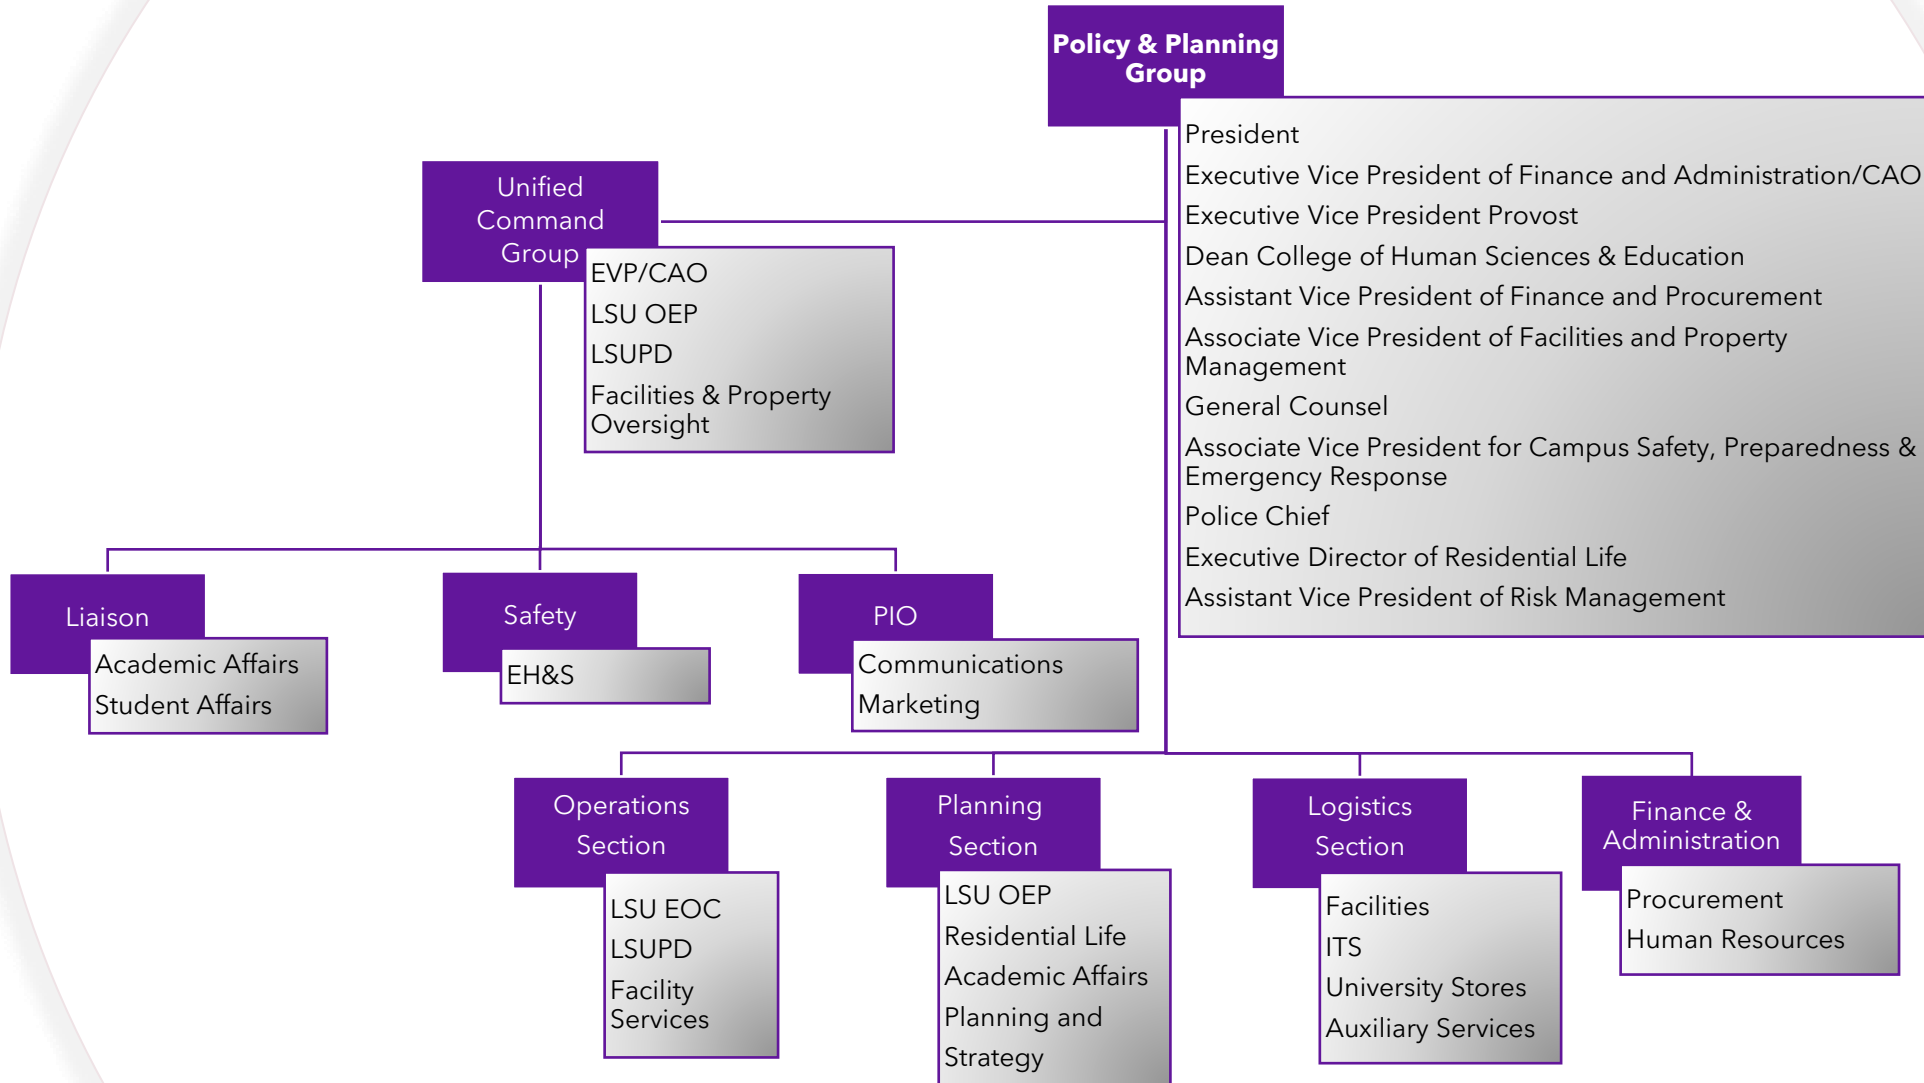 Policy & Planning
Group
President
Executive Vice President of Finance and Administration/CAO
Executive Vice President Provost
Dean College of Human Sciences & Education
Assistant Vice President of Finance and Procurement
Associate Vice President of Facilities and Property
Management
General Counsel
Associate Vice President for Campus Safety, Preparedness &
Emergency Response
Police Chief
Executive Director of Residential Life
Assistant Vice President of Risk Management
Unified
Command
Group
EVP/CAO
LSU OEP
LSUPD
Facilities & Property
Oversight
Liaison
Academic Affairs
Student Affairs
Safety
EH&S
PIO
Communications
Marketing
Operations
Section
LSU EOC
LSUPD
Facility
Services
Planning
Section
LSU OEP
Residential Life
Academic Affairs
Planning and
Strategy
Logistics
Section
Facilities
ITS
University Stores
Auxiliary Services
Finance &
Administration
Procurement
Human Resources